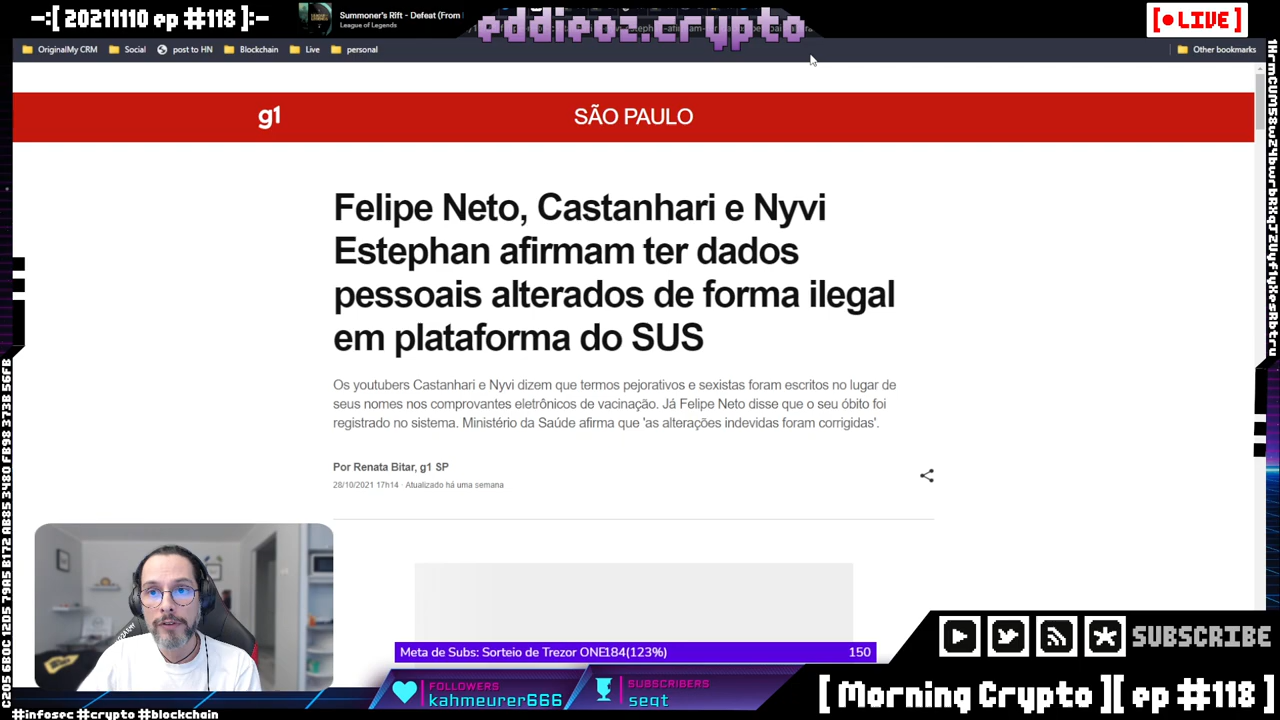 -:[ 20211110 ep #118 ]:-
Summoner's Rift - Defeat (From
League of Legends
eddieoz.crypto
[ LIVE ]
OriginalMy CRM
Social
post to HN
Blockchain
Live
personal
Other bookmarks
g1
SÃO PAULO
Felipe Neto, Castanhari e Nyvi
Estephan afirmam ter dados
pessoais alterados de forma ilegal
em plataforma do SUS
Os youtubers Castanhari e Nyvi dizem que termos pejorativos e sexistas foram escritos no lugar de
seus nomes nos comprovantes eletrônicos de vacinação. Já Felipe Neto disse que o seu óbito foi
registrado no sistema. Ministério da Saúde afirma que 'as alterações indevidas foram corrigidas'.
Por Renata Bitar, g1 SP
28/10/2021 17h14 · Atualizado há uma semana
Meta de Subs: Sorteio de Trezor ONE184(123%)
150
FOLLOWERS
kahmeurer666
SUBSCRIBERS
seqt
SUBSCRIBE
[ Morning Crypto ][ ep #118 ]
#infosec #crypto #blockchain